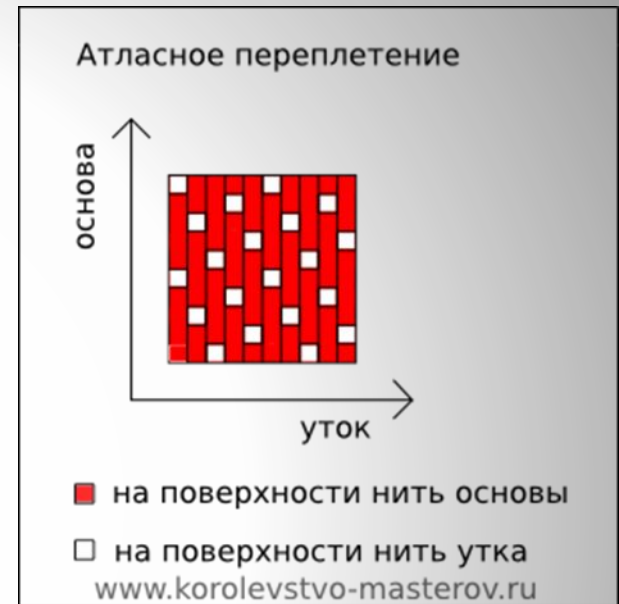 Атласное переплетение
основа
уток
на поверхности нить основы
на поверхности нить утка
www.korolevstvo-masterov.ru